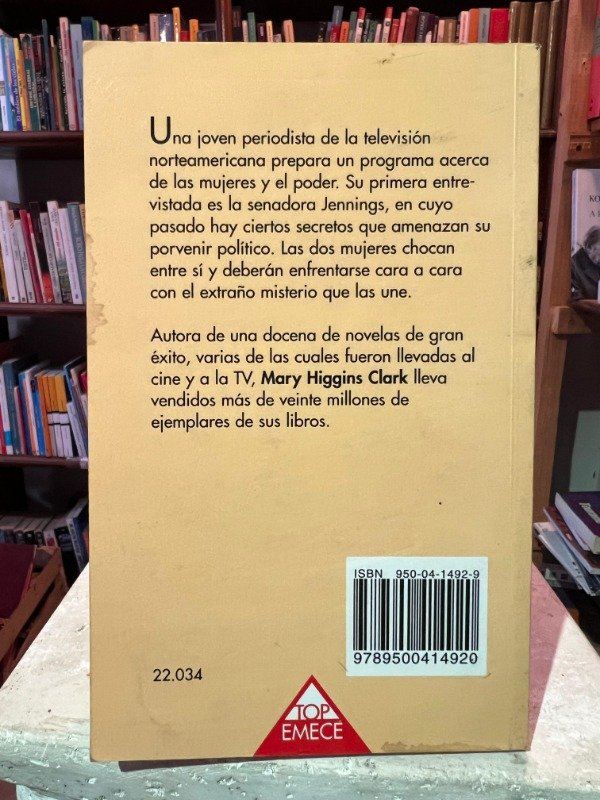 Una joven periodista de la televisión
norteamericana prepara un programa acerca
de las mujeres y el poder. Su primera entre-
vistada es la senadora Jennings, en cuyo
pasado hay ciertos secretos que amenazan su
porvenir político. Las dos mujeres chocan
entre sí y deberán enfrentarse cara a cara
con el extraño misterio que las une.
Autora de una docena de novelas de gran
éxito, varias de las cuales fueron llevadas al
cine y a la TV, Mary Higgins Clark lleva
vendidos más de veinte millones de
ejemplares de sus libros.
ISBN 950-04-1492-9
9789500414920
22.034
TOP
EMECE